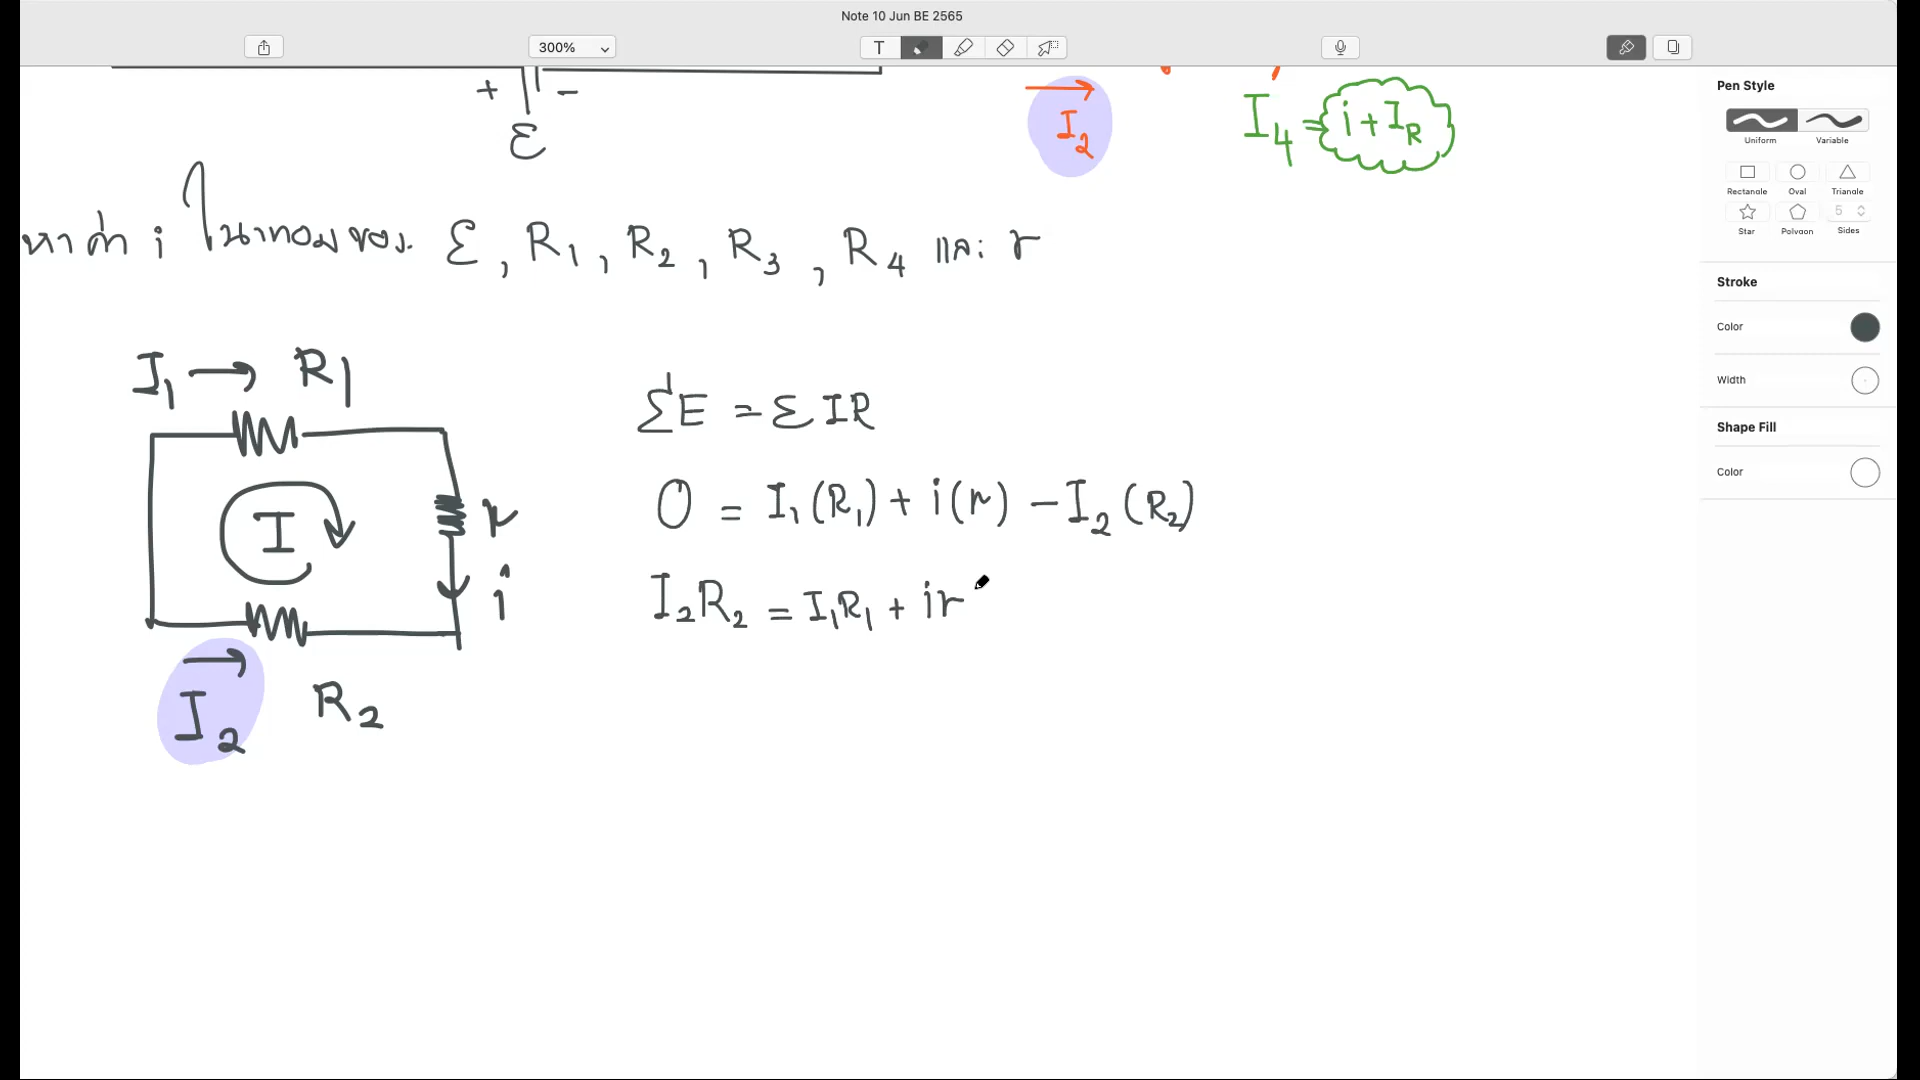 Note 10 Jun BE 2565
300%
T
Pen Style
Uniform Variable
Rectangle Oval Triangle
Star Polygon 5 Sides
Stroke
Color
Width
Shape Fill
Color
+ -
ε
I₂
I₄ = i + I_R
หาค่า i ในเทอมของ ε, R₁, R₂, R₃, R₄ และ r
I₁ → R₁
I
r
i
I₂ R₂
ΣE = ΣIR
0 = I₁(R₁) + i(r) - I₂(R₂)
I₂R₂ = I₁R₁ + ir